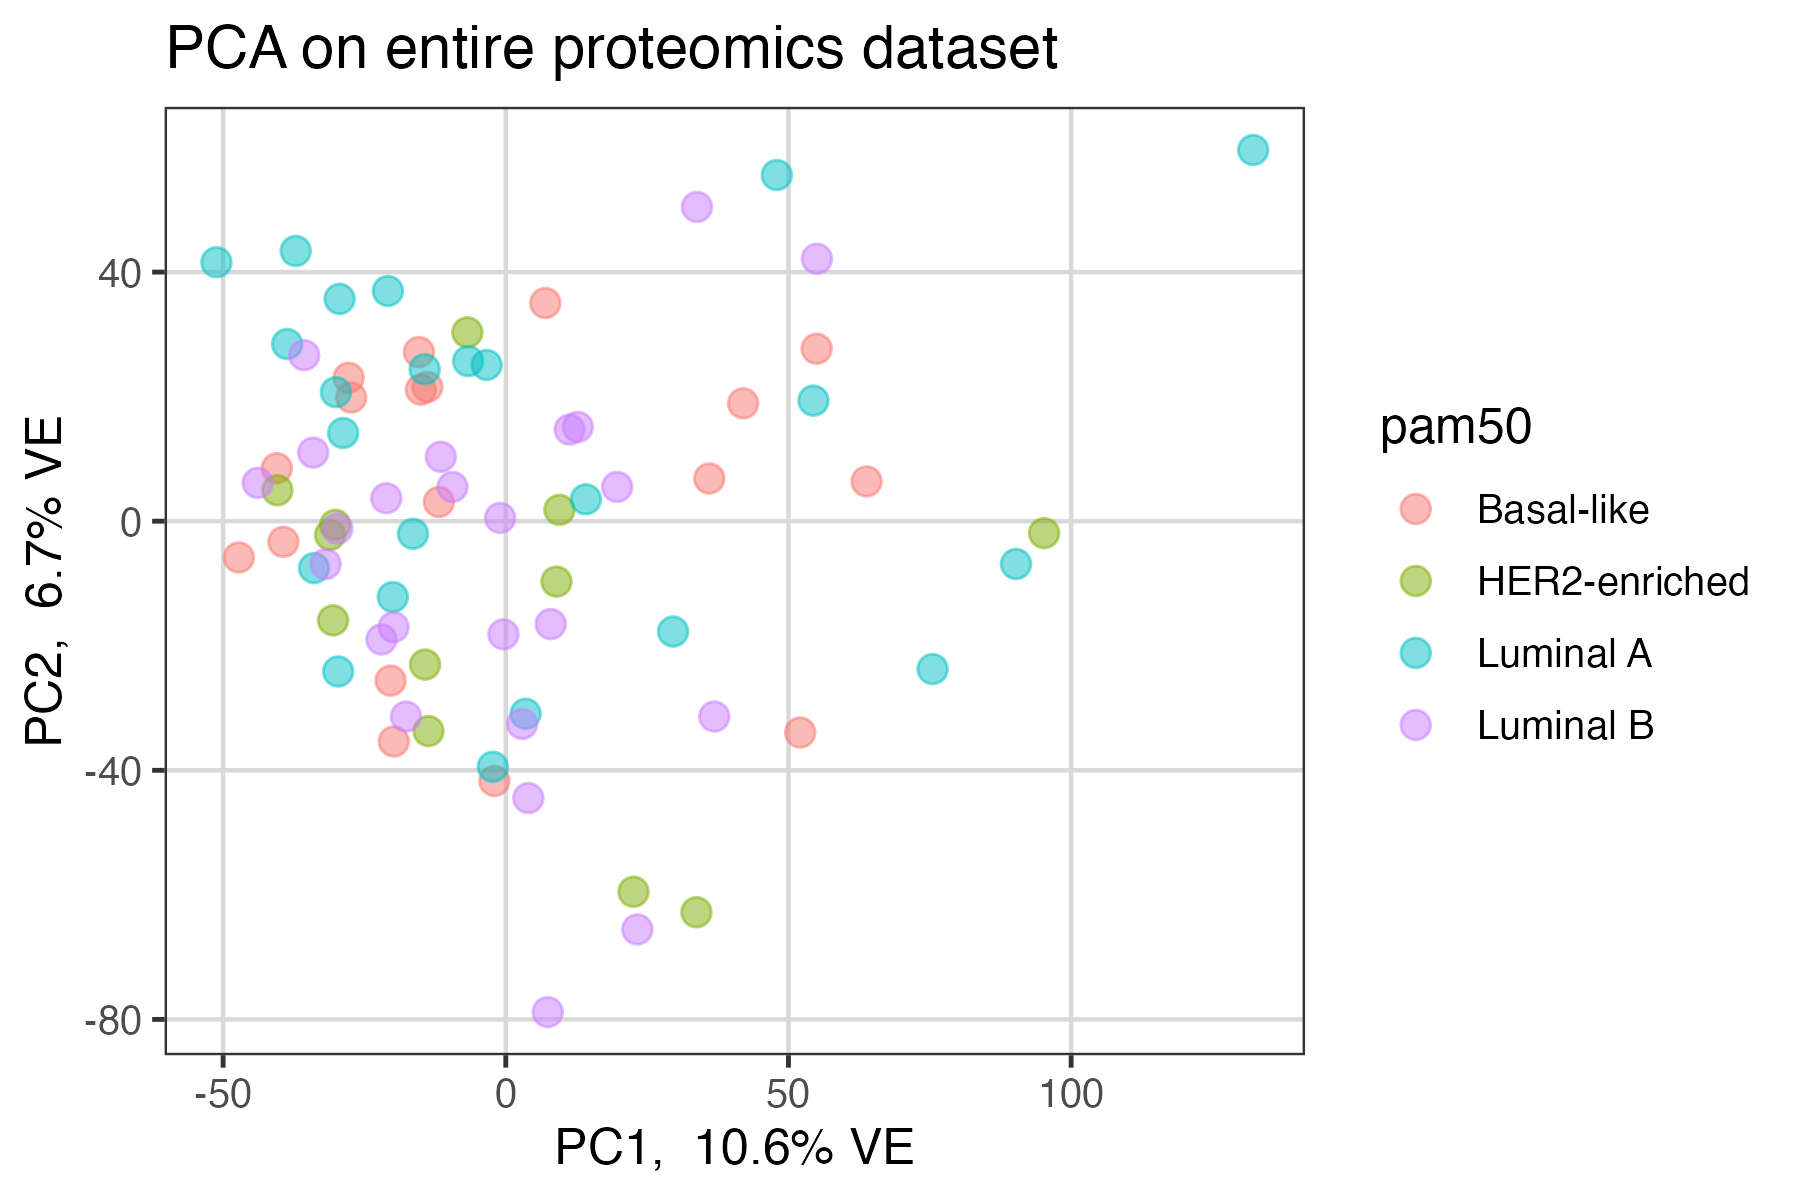 PCA on entire proteomics dataset
PC2,  6.7% VE
40
0
-40
-80
-50
0
50
100
PC1,  10.6% VE
pam50
Basal-like
HER2-enriched
Luminal A
Luminal B